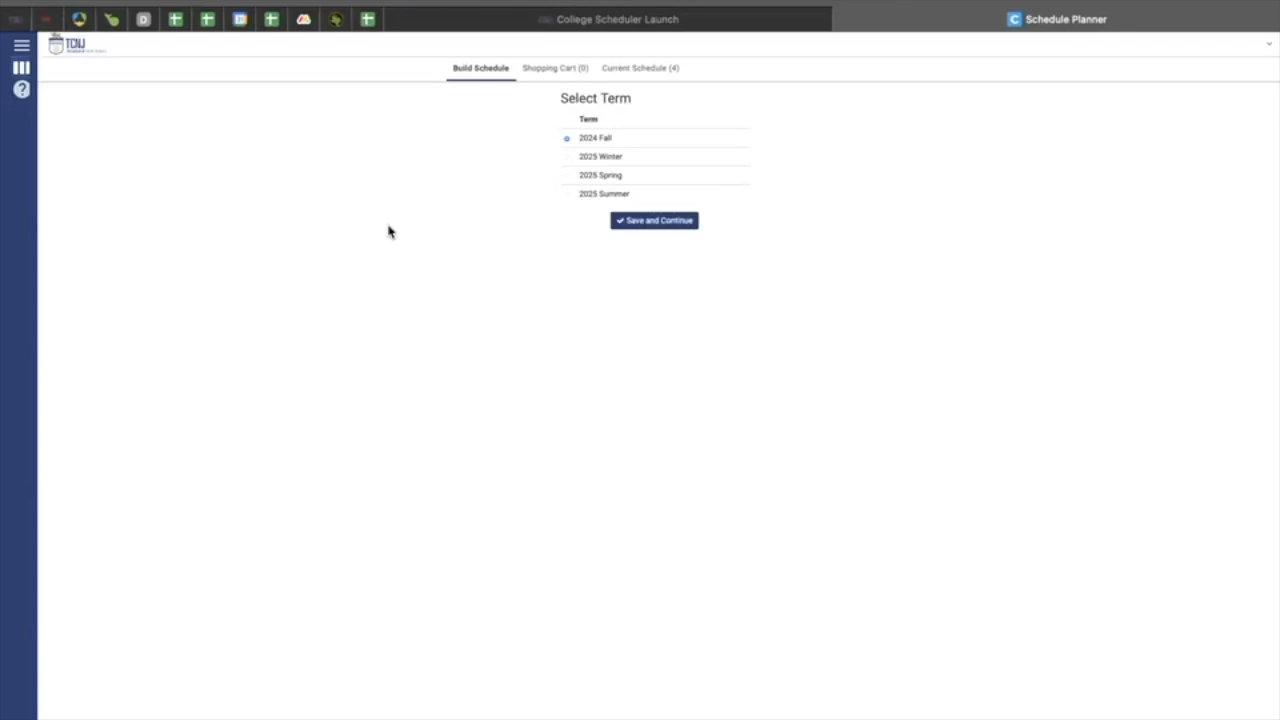 College Scheduler Launch
C Schedule Planner
TCNJ
Build Schedule Shopping Cart (0) Current Schedule (4)
Select Term
Term
2024 Fall
2025 Winter
2025 Spring
2025 Summer
Save and Continue